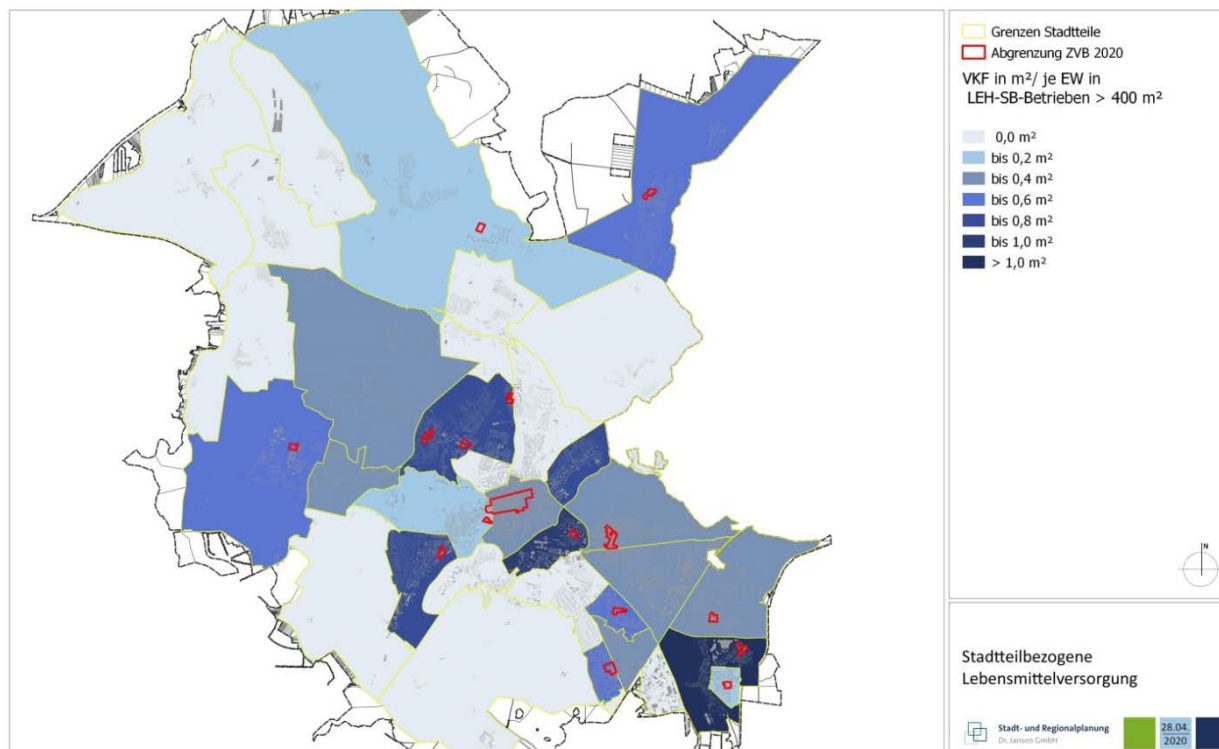 Grenzen Stadtteile
Abgrenzung ZVB 2020
VKF in m²/ je EW in
LEH-SB-Betrieben > 400 m²
0,0 m²
bis 0,2 m²
bis 0,4 m²
bis 0,6 m²
bis 0,8 m²
bis 1,0 m²
> 1,0 m²
N
Stadtteilbezogene
Lebensmittelversorgung
Stadt- und Regionalplanung
Dr. Jansen GmbH
28.04.
2020